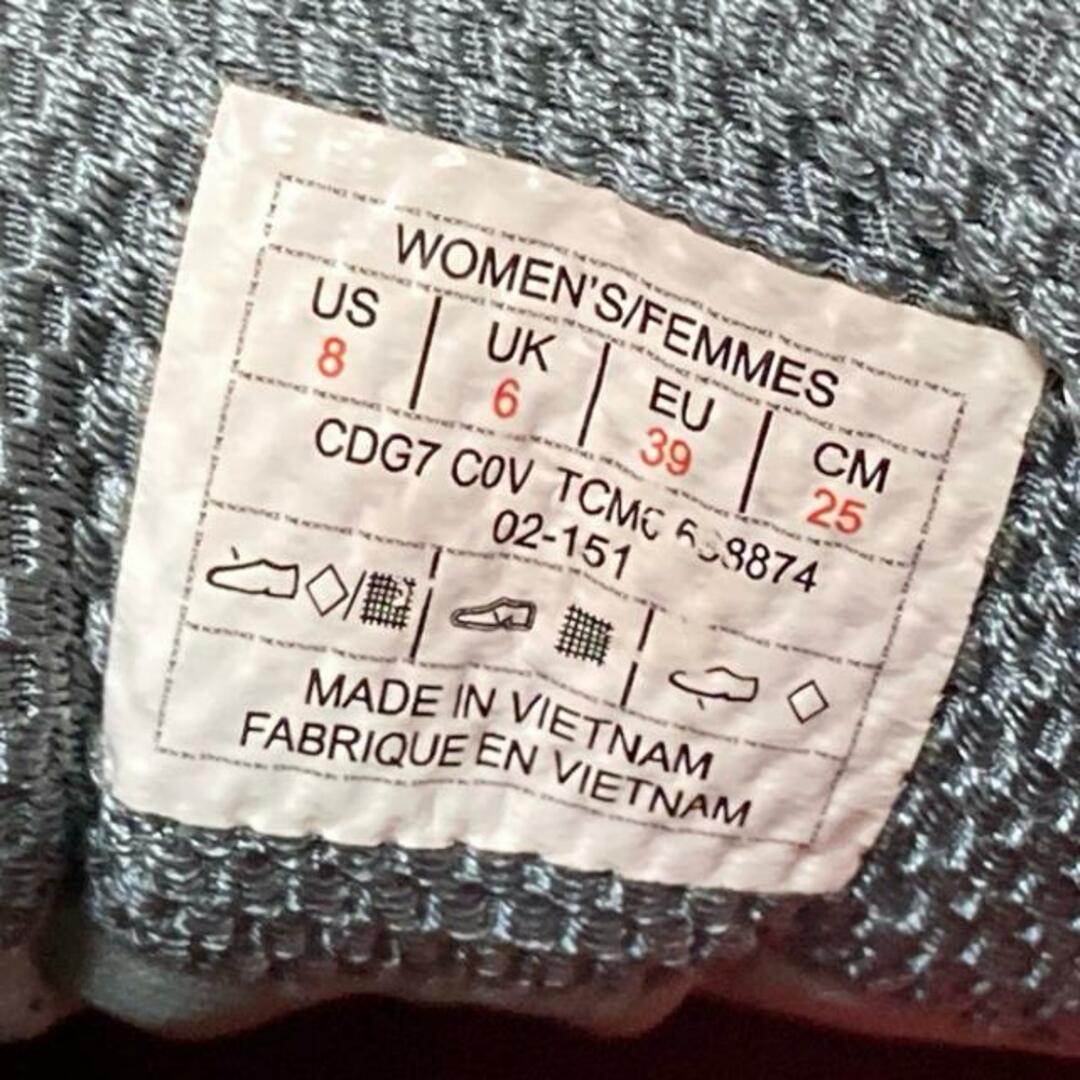 WOMEN'S/FEMMES
US UK EU CM
8 6 39 25
CDG7 C0V
02-151
MADE IN VIETNAM
FABRIQUE EN VIETNAM